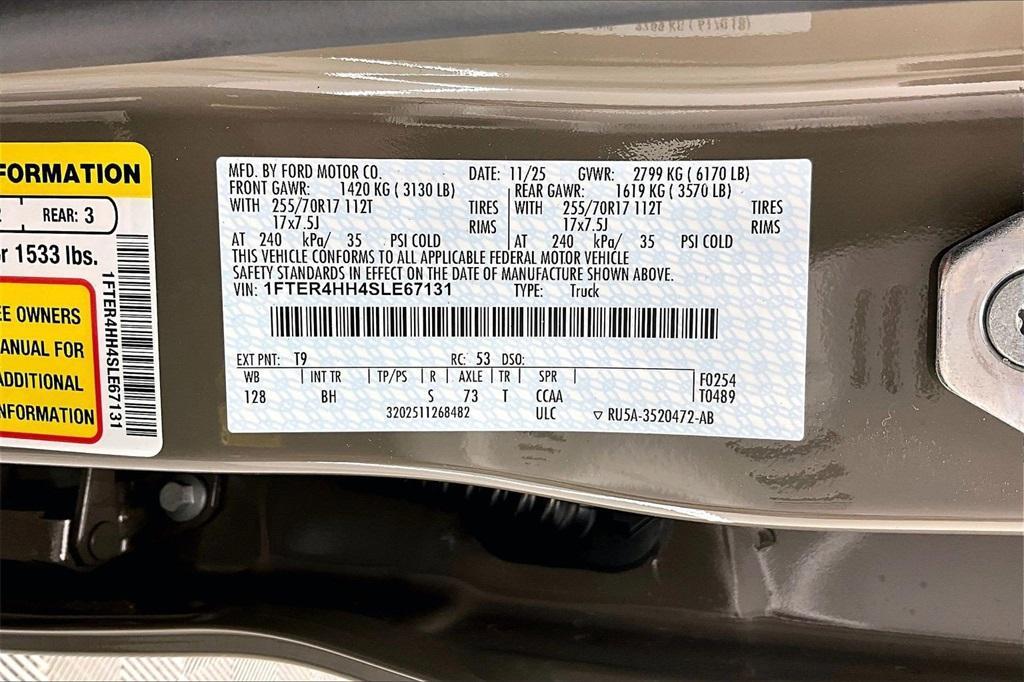 FORMATION
REAR: 3
r 1533 lbs.
EE OWNERS
ANUAL FOR
ADDITIONAL
INFORMATION
1FTER4HH4SLE67131
MFD. BY FORD MOTOR CO. DATE: 11/25 GVWR: 2799 KG ( 6170 LB)
FRONT GAWR: 1420 KG ( 3130 LB) REAR GAWR: 1619 KG ( 3570 LB)
WITH 255/70R17 112T TIRES WITH 255/70R17 112T TIRES
17x7.5J RIMS 17x7.5J RIMS
AT 240 kPa/ 35 PSI COLD AT 240 kPa/ 35 PSI COLD
THIS VEHICLE CONFORMS TO ALL APPLICABLE FEDERAL MOTOR VEHICLE
SAFETY STANDARDS IN EFFECT ON THE DATE OF MANUFACTURE SHOWN ABOVE.
VIN: 1FTER4HH4SLE67131 TYPE: Truck
EXT PNT: T9 RC: 53 DSO:
WB INT TR TP/PS R AXLE TR SPR F0254
128 BH S 73 T CCAA T0489
3202511268482 ULC RU5A-3520472-AB